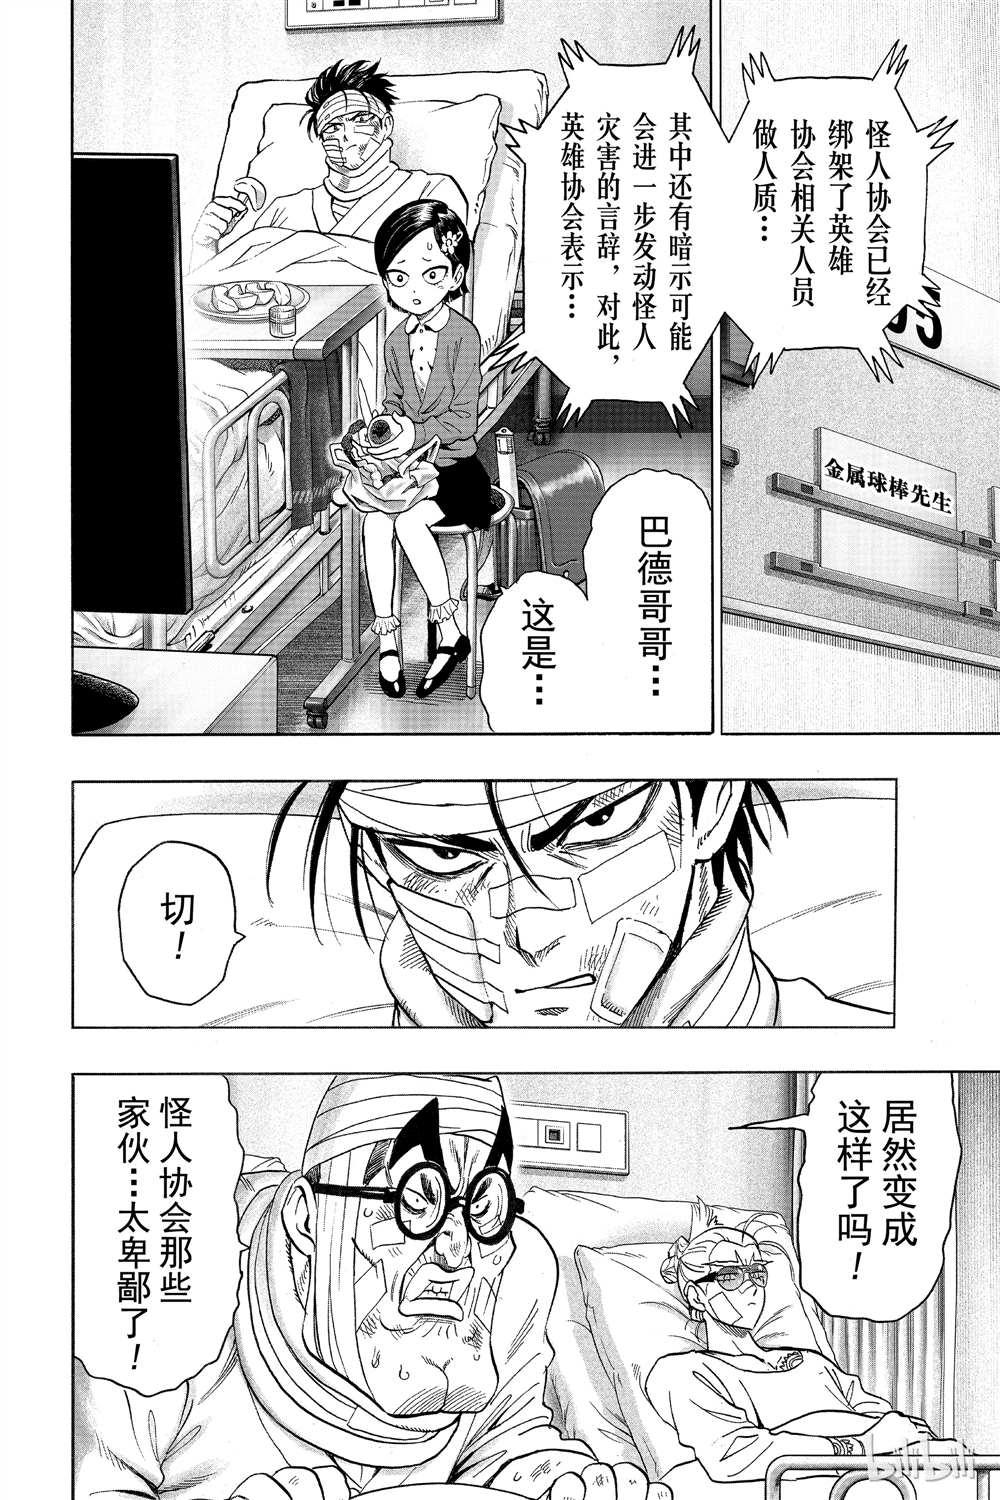 怪人协会已经
绑架了英雄
协会相关人员
做人质…
05
金属球棒先生
其中还有暗示可能
会进一步发动怪人
灾害的言辞，对此，
英雄协会表示…
巴德哥哥…
这是…
切！
居然变成
这样了吗！
怪人协会那些
家伙…太卑鄙了！
bilibili